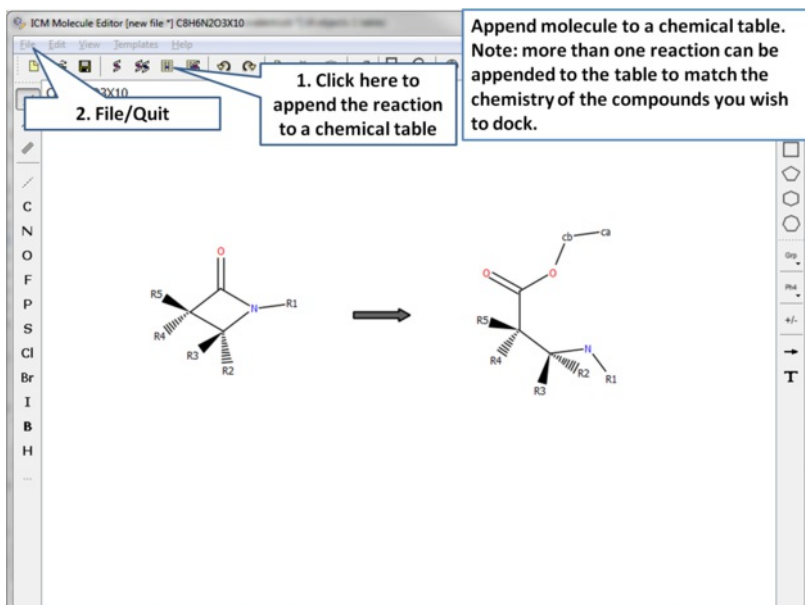 ICM Molecule Editor [new file *] C8H6N2O3X10
File Edit View Templates Help
Append molecule to a chemical table.
Note: more than one reaction can be
appended to the table to match the
chemistry of the compounds you wish
to dock.
1. Click here to
append the reaction
to a chemical table
2. File/Quit
C
N
O
F
P
S
Cl
Br
I
B
H
O
R5
N
R1
R4
R3
R2
cb
ca
O
O
R5
R4
N
R2
R3
R1
Grp
Ph4
+/-
T